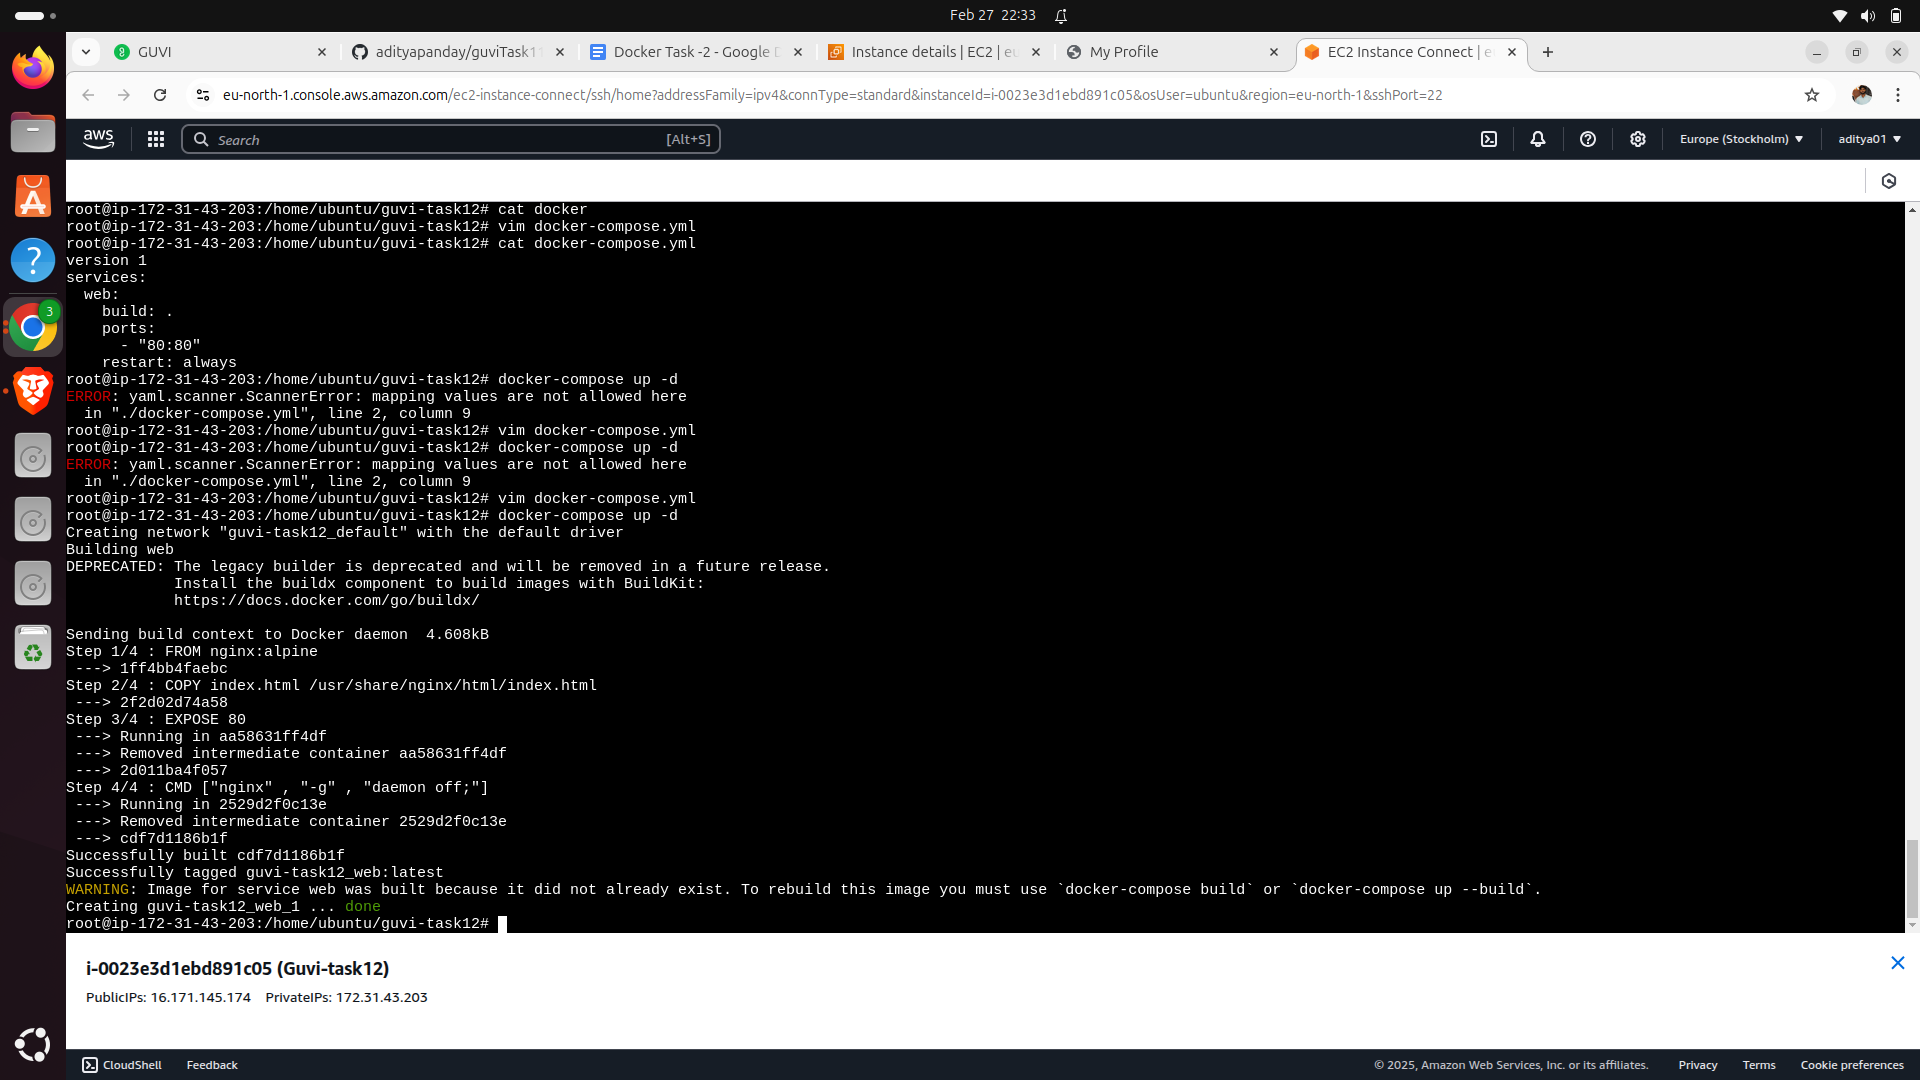 Feb 27 22:33
GUVI
adityapanday/guviTask11
Docker Task -2 - Google D
Instance details | EC2 | eu
My Profile
EC2 Instance Connect | eu
eu-north-1.console.aws.amazon.com/ec2-instance-connect/ssh/home?addressFamily=ipv4&connType=standard&instanceId=i-0023e3d1ebd891c05&osUser=ubuntu&region=eu-north-1&sshPort=22
aws
Search
[Alt+S]
Europe (Stockholm)
aditya01
3
root@ip-172-31-43-203:/home/ubuntu/guvi-task12# cat docker
root@ip-172-31-43-203:/home/ubuntu/guvi-task12# vim docker-compose.yml
root@ip-172-31-43-203:/home/ubuntu/guvi-task12# cat docker-compose.yml
version 1
services:
  web:
    build: .
    ports:
      - "80:80"
    restart: always
root@ip-172-31-43-203:/home/ubuntu/guvi-task12# docker-compose up -d
ERROR: yaml.scanner.ScannerError: mapping values are not allowed here
  in "./docker-compose.yml", line 2, column 9
root@ip-172-31-43-203:/home/ubuntu/guvi-task12# vim docker-compose.yml
root@ip-172-31-43-203:/home/ubuntu/guvi-task12# docker-compose up -d
ERROR: yaml.scanner.ScannerError: mapping values are not allowed here
  in "./docker-compose.yml", line 2, column 9
root@ip-172-31-43-203:/home/ubuntu/guvi-task12# vim docker-compose.yml
root@ip-172-31-43-203:/home/ubuntu/guvi-task12# docker-compose up -d
Creating network "guvi-task12_default" with the default driver
Building web
DEPRECATED: The legacy builder is deprecated and will be removed in a future release.
            Install the buildx component to build images with BuildKit:
            https://docs.docker.com/go/buildx/
Sending build context to Docker daemon  4.608kB
Step 1/4 : FROM nginx:alpine
 ---> 1ff4bb4faebc
Step 2/4 : COPY index.html /usr/share/nginx/html/index.html
 ---> 2f2d02d74a58
Step 3/4 : EXPOSE 80
 ---> Running in aa58631ff4df
 ---> Removed intermediate container aa58631ff4df
 ---> 2d011ba4f057
Step 4/4 : CMD ["nginx" , "-g" , "daemon off;"]
 ---> Running in 2529d2f0c13e
 ---> Removed intermediate container 2529d2f0c13e
 ---> cdf7d1186b1f
Successfully built cdf7d1186b1f
Successfully tagged guvi-task12_web:latest
WARNING: Image for service web was built because it did not already exist. To rebuild this image you must use `docker-compose build` or `docker-compose up --build`.
Creating guvi-task12_web_1 ... done
root@ip-172-31-43-203:/home/ubuntu/guvi-task12#
i-0023e3d1ebd891c05 (Guvi-task12)
PublicIPs: 16.171.145.174 PrivateIPs: 172.31.43.203
CloudShell
Feedback
© 2025, Amazon Web Services, Inc. or its affiliates.
Privacy
Terms
Cookie preferences